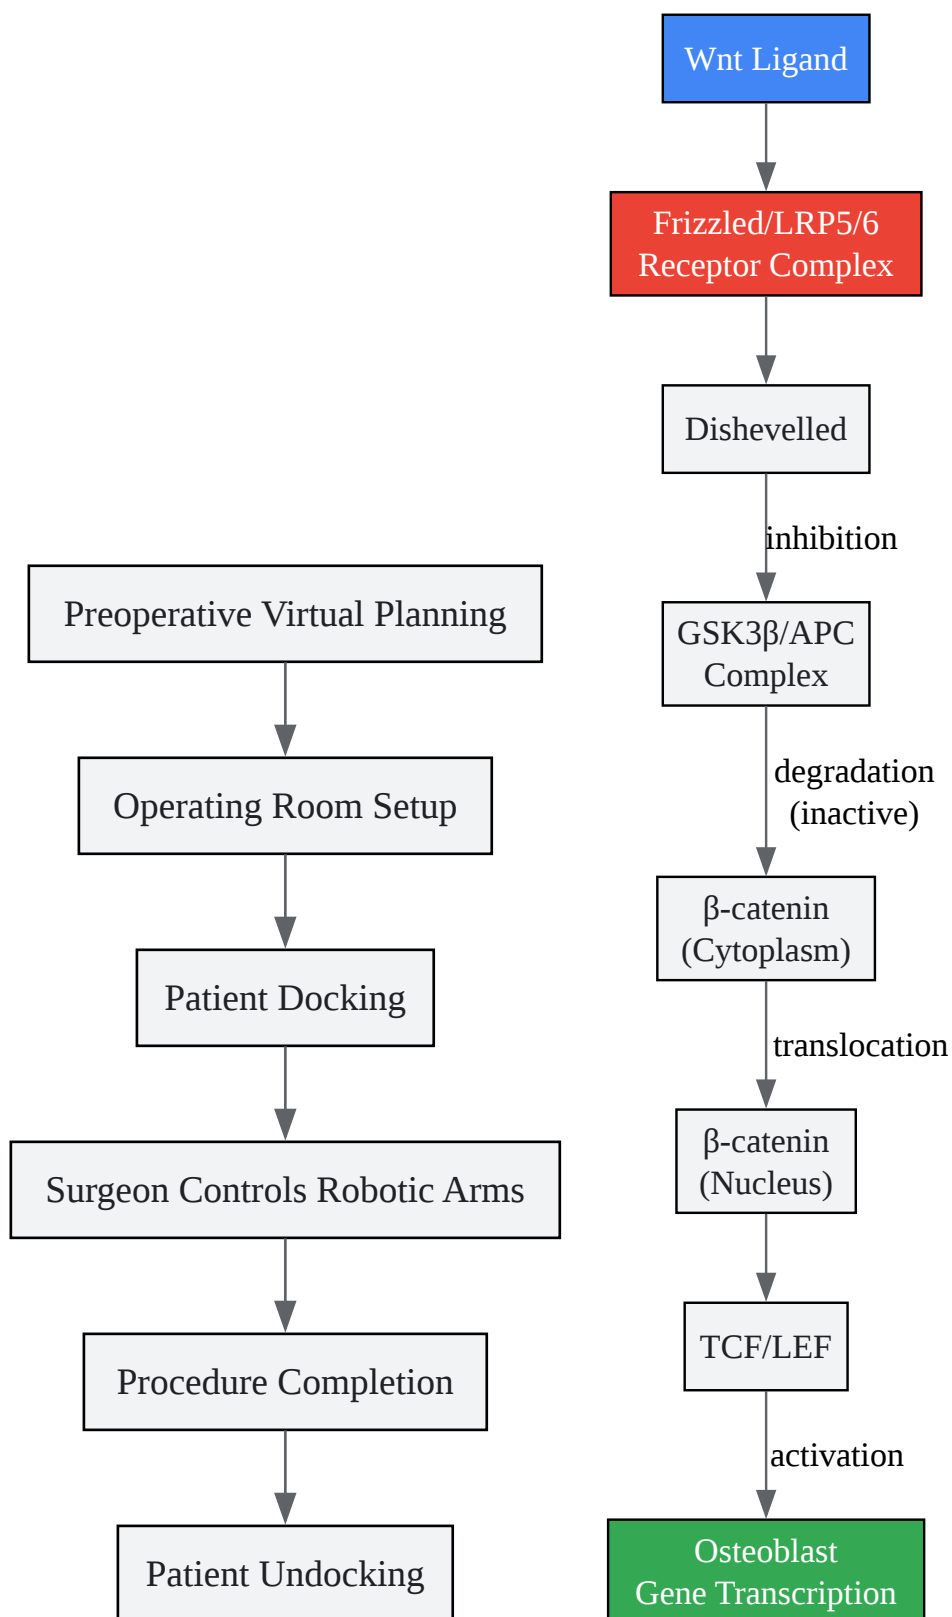 Preoperative Virtual Planning
Operating Room Setup
Patient Docking
Surgeon Controls Robotic Arms
Procedure Completion
Patient Undocking
Wnt Ligand
Frizzled/LRP5/6
Receptor Complex
Dishevelled
inhibition
GSK3β/APC
Complex
degradation
(inactive)
β-catenin
(Cytoplasm)
translocation
β-catenin
(Nucleus)
TCF/LEF
activation
Osteoblast
Gene Transcription